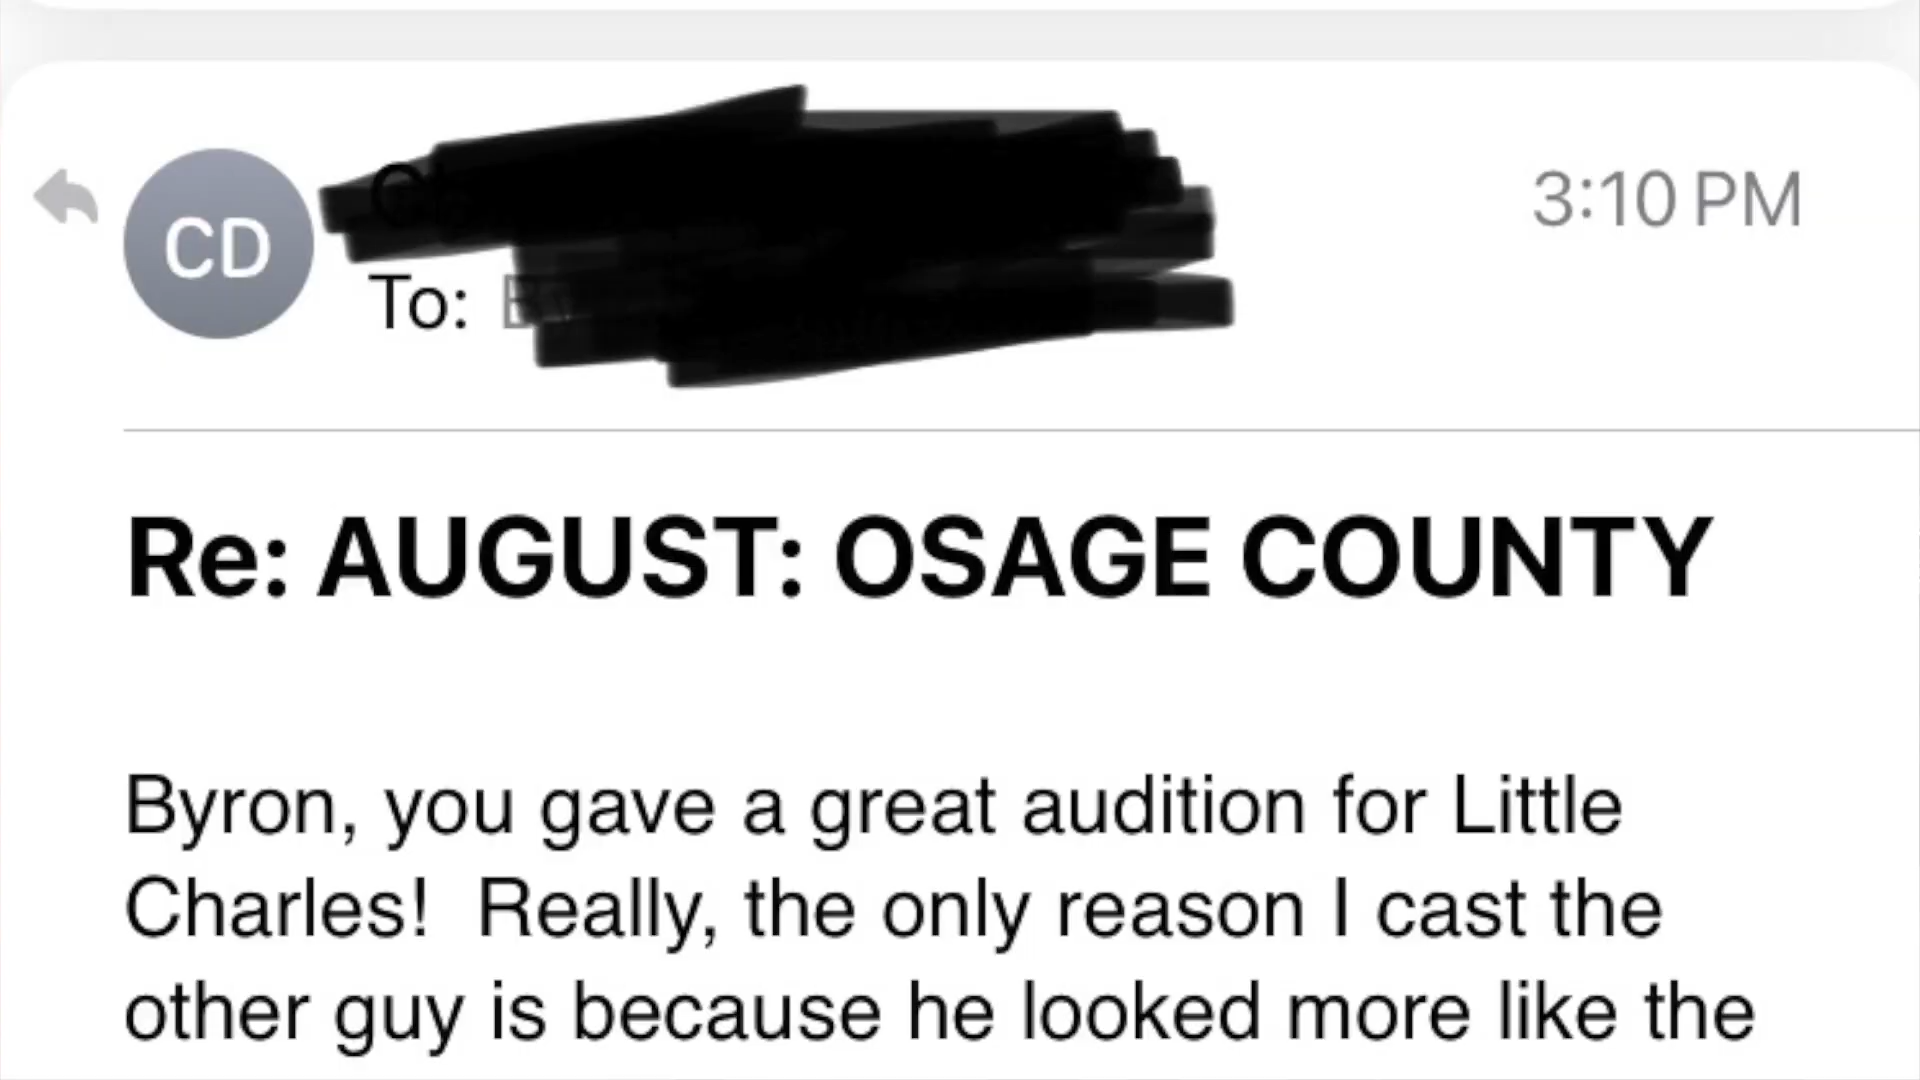 CD
3:10 PM
To:
Re: AUGUST: OSAGE COUNTY
Byron, you gave a great audition for Little
Charles!  Really, the only reason I cast the
other guy is because he looked more like the